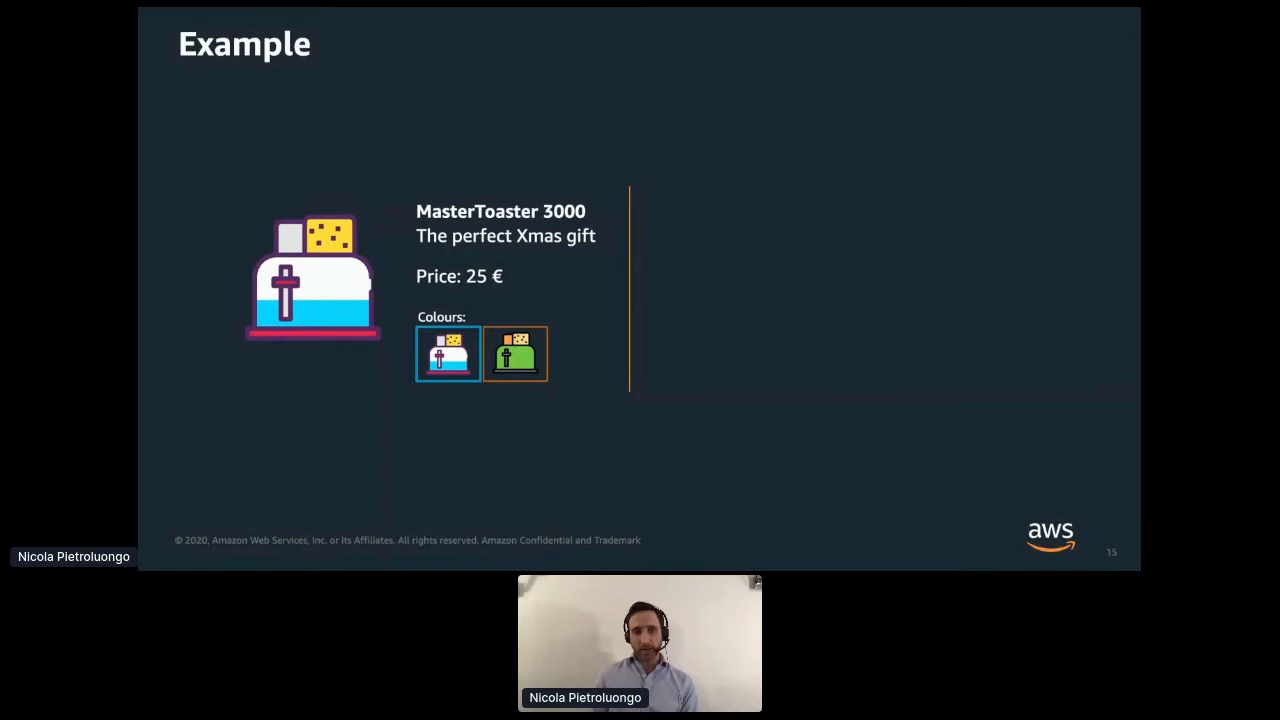 Example
MasterToaster 3000
The perfect Xmas gift
Price: 25 €
Colours:
© 2020, Amazon Web Services, Inc. or its Affiliates. All rights reserved. Amazon Confidential and Trademark
aws
15
Nicola Pietroluongo
Nicola Pietroluongo